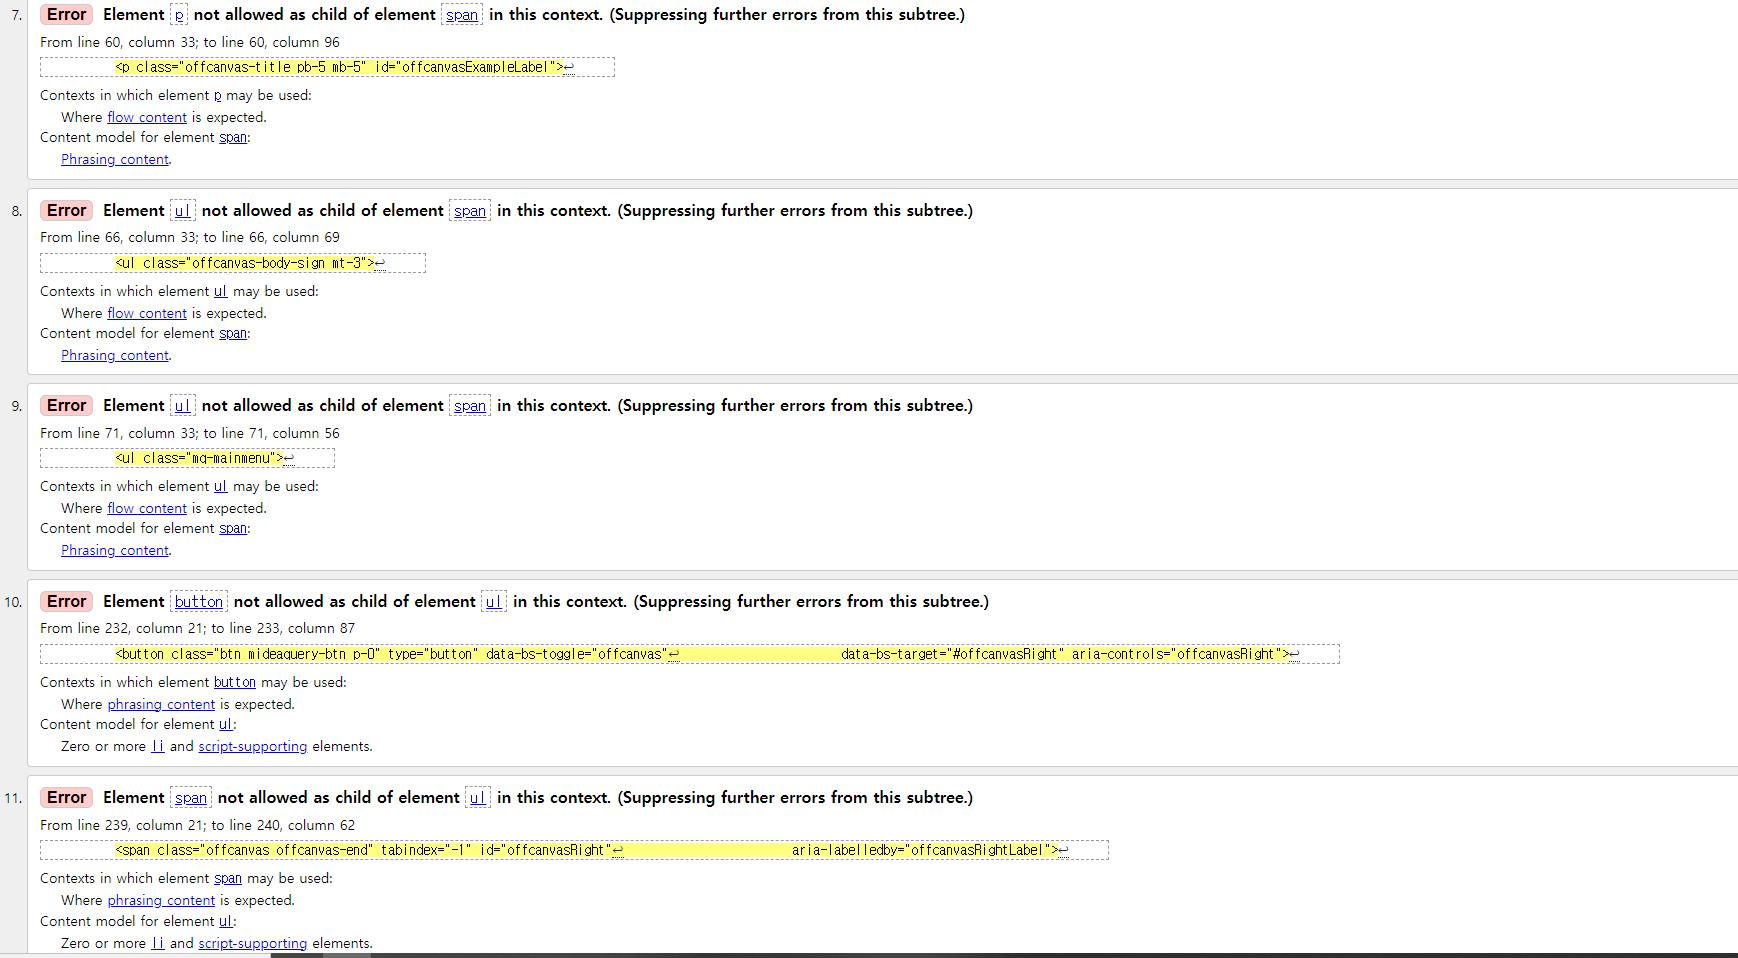 7. Error Element p not allowed as child of element span in this context. (Suppressing further errors from this subtree.)
From line 60, column 33; to line 60, column 96
<p class="offcanvas-title pb-5 mb-5" id="offcanvasExampleLabel">↩
Contexts in which element p may be used:
Where flow content is expected.
Content model for element span:
Phrasing content.
8. Error Element ul not allowed as child of element span in this context. (Suppressing further errors from this subtree.)
From line 66, column 33; to line 66, column 69
<ul class="offcanvas-body-sign mt-3">↩
Contexts in which element ul may be used:
Where flow content is expected.
Content model for element span:
Phrasing content.
9. Error Element ul not allowed as child of element span in this context. (Suppressing further errors from this subtree.)
From line 71, column 33; to line 71, column 56
<ul class="mq-mainmenu">↩
Contexts in which element ul may be used:
Where flow content is expected.
Content model for element span:
Phrasing content.
10. Error Element button not allowed as child of element ul in this context. (Suppressing further errors from this subtree.)
From line 232, column 21; to line 233, column 87
<button class="btn mideaquery-btn p-0" type="button" data-bs-toggle="offcanvas"↩ data-bs-target="#offcanvasRight" aria-controls="offcanvasRight">↩
Contexts in which element button may be used:
Where phrasing content is expected.
Content model for element ul:
Zero or more li and script-supporting elements.
11. Error Element span not allowed as child of element ul in this context. (Suppressing further errors from this subtree.)
From line 239, column 21; to line 240, column 62
<span class="offcanvas offcanvas-end" tabindex="-1" id="offcanvasRight"↩ aria-labelledby="offcanvasRightLabel">↩
Contexts in which element span may be used:
Where phrasing content is expected.
Content model for element ul:
Zero or more li and script-supporting elements.